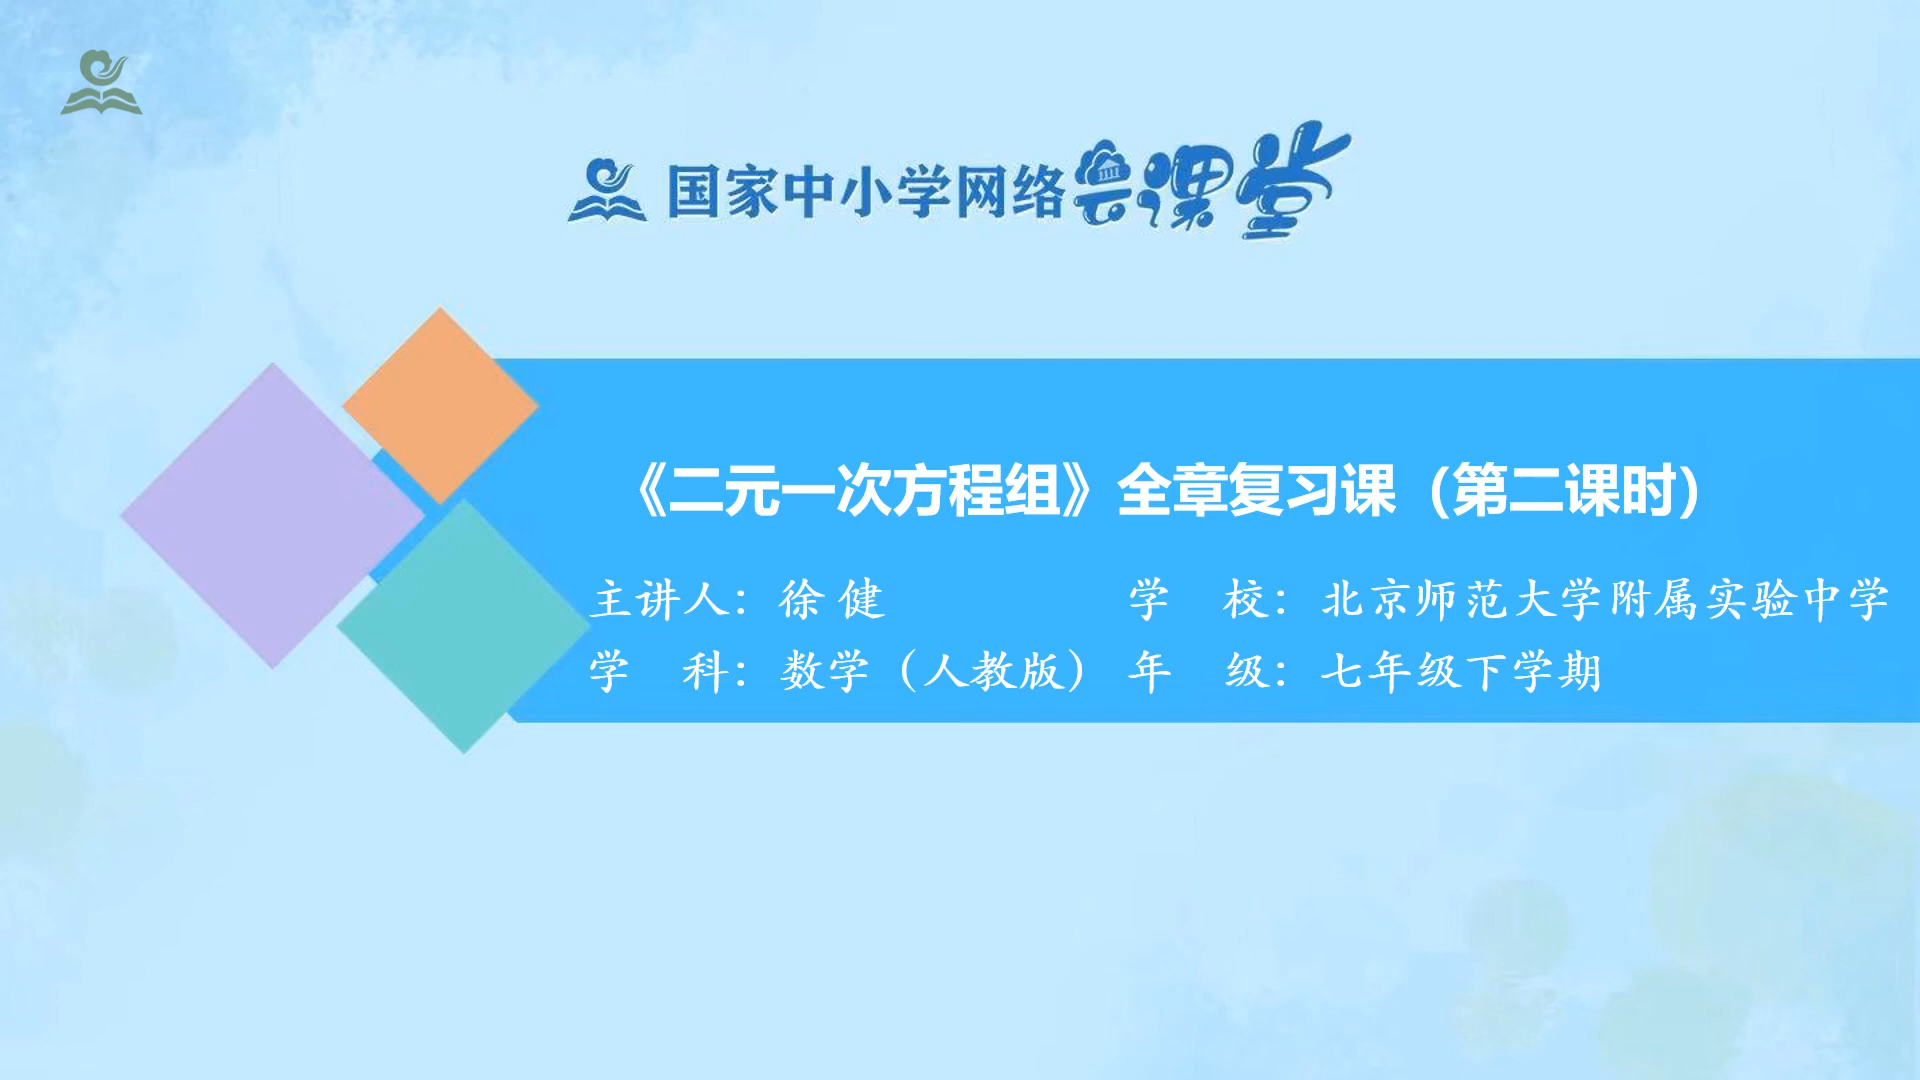 国家中小学网络云课堂
《二元一次方程组》全章复习课（第二课时）
主讲人：徐健 学 校：北京师范大学附属实验中学
学 科：数学（人教版） 年 级：七年级下学期